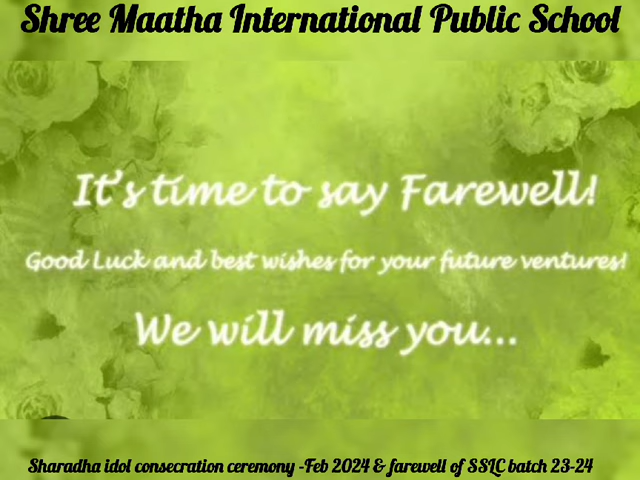 Shree Maatha International Public School
It's time to say Farewell!
Good Luck and best wishes for your future ventures!
We will miss you...
Sharadha idol consecration ceremony -Feb 2024 & farewell of SSLC batch 23-24